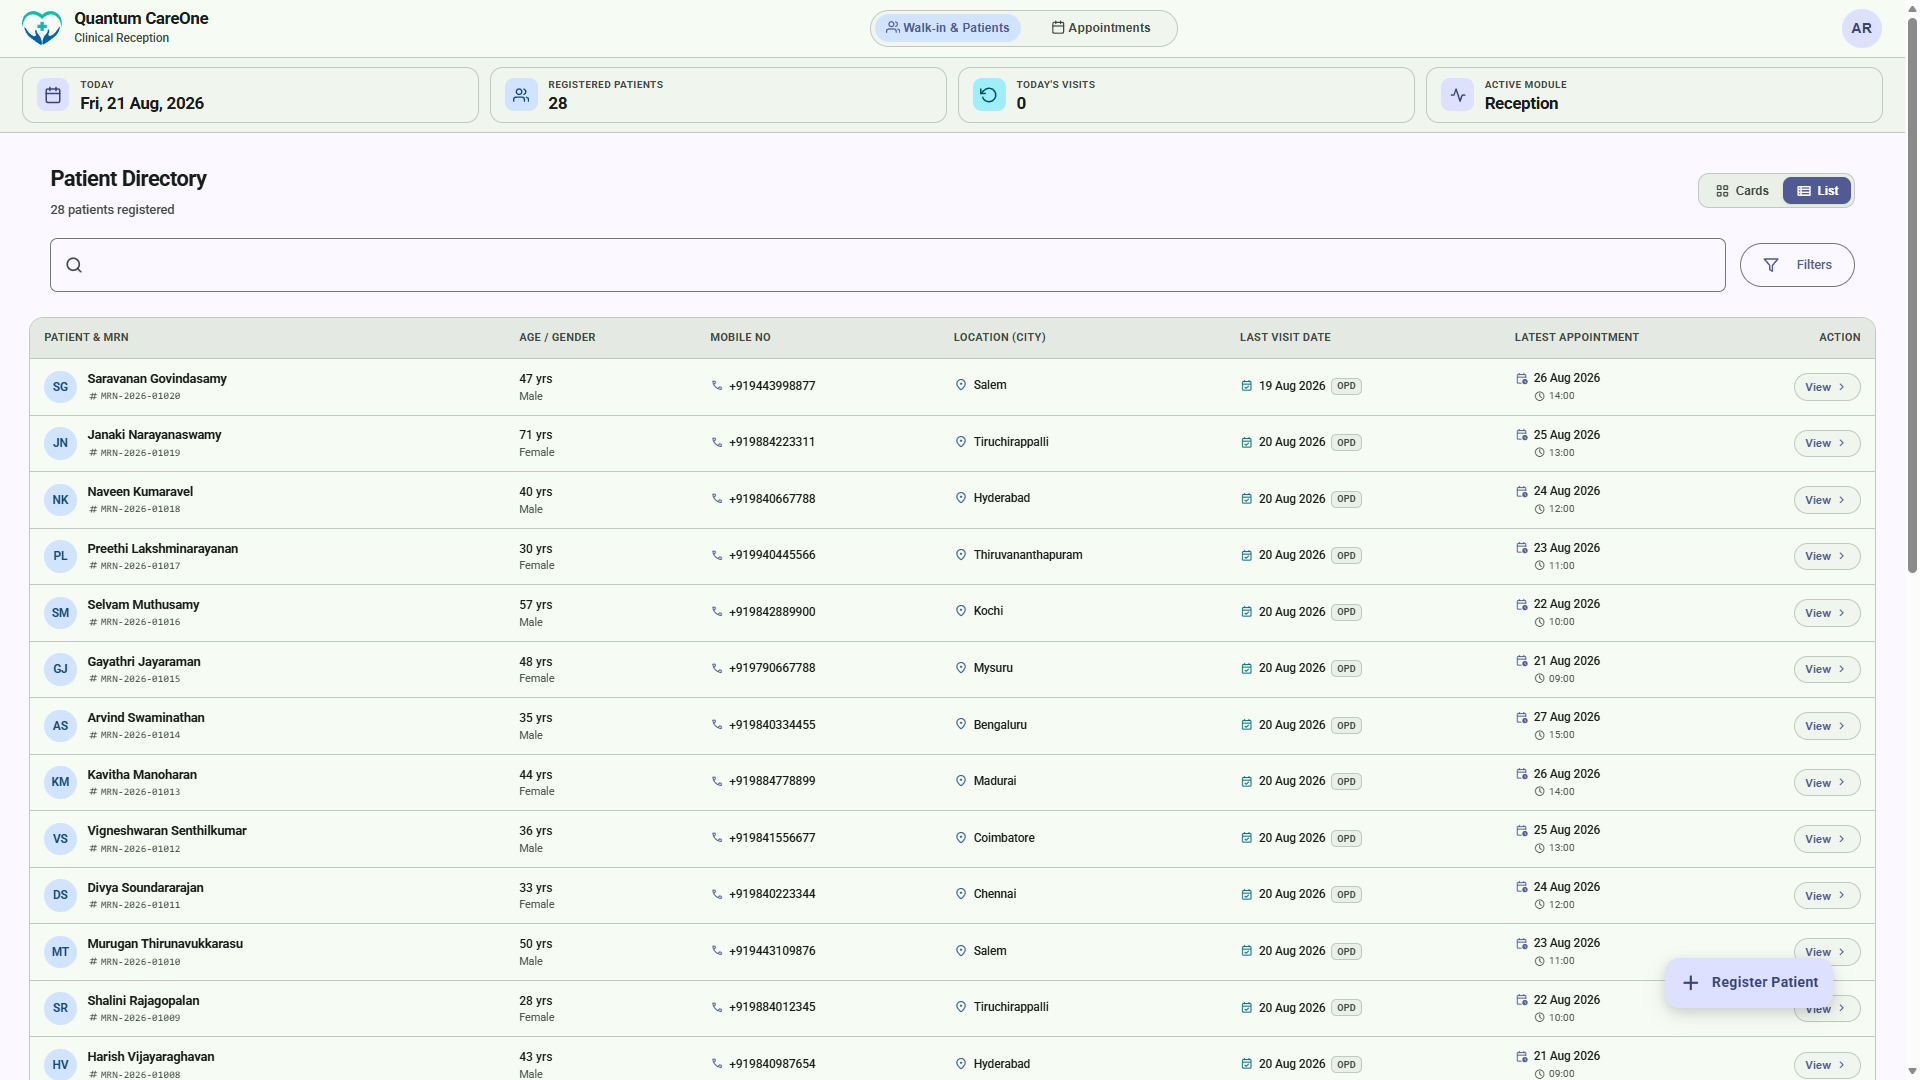 Quantum CareOne
Clinical Reception
Walk-in & Patients
Appointments
AR
TODAY
Fri, 21 Aug, 2026
REGISTERED PATIENTS
28
TODAY'S VISITS
0
ACTIVE MODULE
Reception
Patient Directory
28 patients registered
Cards
List
Filters
PATIENT & MRN AGE / GENDER MOBILE NO LOCATION (CITY) LAST VISIT DATE LATEST APPOINTMENT ACTION
SG Saravanan Govindasamy 47 yrs +919443998877 Salem 19 Aug 2026 OPD 26 Aug 2026 View
# MRN-2026-01020 Male 14:00
JN Janaki Narayanaswamy 71 yrs +919884223311 Tiruchirappalli 20 Aug 2026 OPD 25 Aug 2026 View
# MRN-2026-01019 Female 13:00
NK Naveen Kumaravel 40 yrs +919840667788 Hyderabad 20 Aug 2026 OPD 24 Aug 2026 View
# MRN-2026-01018 Male 12:00
PL Preethi Lakshminarayanan 30 yrs +919940445566 Thiruvananthapuram 20 Aug 2026 OPD 23 Aug 2026 View
# MRN-2026-01017 Female 11:00
SM Selvam Muthusamy 57 yrs +919842889900 Kochi 20 Aug 2026 OPD 22 Aug 2026 View
# MRN-2026-01016 Male 10:00
GJ Gayathri Jayaraman 48 yrs +919790667788 Mysuru 20 Aug 2026 OPD 21 Aug 2026 View
# MRN-2026-01015 Female 09:00
AS Arvind Swaminathan 35 yrs +919840334455 Bengaluru 20 Aug 2026 OPD 27 Aug 2026 View
# MRN-2026-01014 Male 15:00
KM Kavitha Manoharan 44 yrs +919884778899 Madurai 20 Aug 2026 OPD 26 Aug 2026 View
# MRN-2026-01013 Female 14:00
VS Vigneshwaran Senthilkumar 36 yrs +919841556677 Coimbatore 20 Aug 2026 OPD 25 Aug 2026 View
# MRN-2026-01012 Male 13:00
DS Divya Soundararajan 33 yrs +919840223344 Chennai 20 Aug 2026 OPD 24 Aug 2026 View
# MRN-2026-01011 Female 12:00
MT Murugan Thirunavukkarasu 50 yrs +919443109876 Salem 20 Aug 2026 OPD 23 Aug 2026 View
# MRN-2026-01010 Male 11:00
Register Patient
SR Shalini Rajagopalan 28 yrs +919884012345 Tiruchirappalli 20 Aug 2026 OPD 22 Aug 2026 View
# MRN-2026-01009 Female 10:00
HV Harish Vijayaraghavan 43 yrs +919840987654 Hyderabad 20 Aug 2026 OPD 21 Aug 2026 View
# MRN-2026-01008 Male 09:00